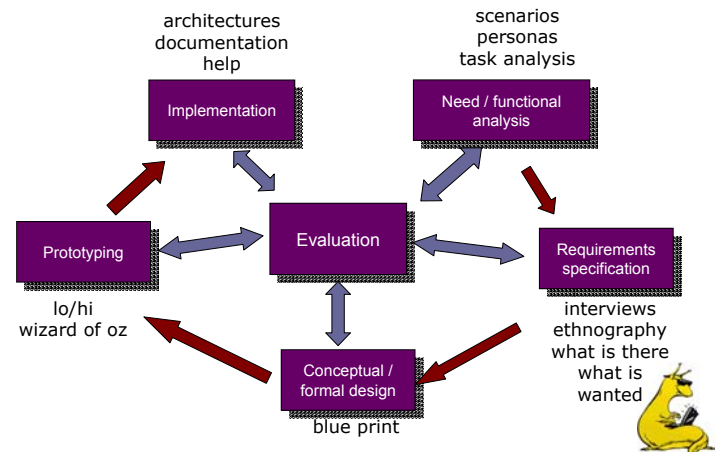 architectures
documentation
help
scenarios
personas
task analysis
Implementation
Need / functional
analysis
Evaluation
Prototyping
Requirements
specification
lo/hi
wizard of oz
interviews
ethnography
what is there
what is
wanted
Conceptual /
formal design
blue print